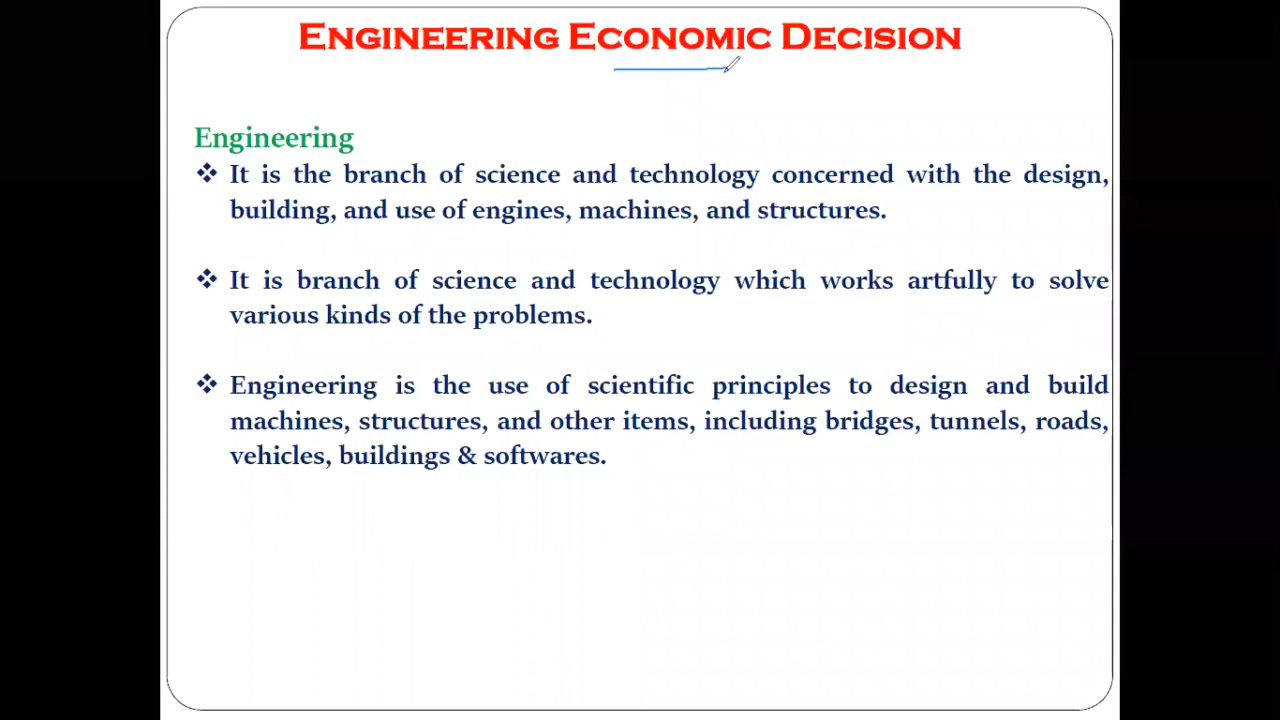 ENGINEERING ECONOMIC DECISION
Engineering
❖ It is the branch of science and technology concerned with the design,
building, and use of engines, machines, and structures.
❖ It is branch of science and technology which works artfully to solve
various kinds of the problems.
❖ Engineering is the use of scientific principles to design and build
machines, structures, and other items, including bridges, tunnels, roads,
vehicles, buildings & softwares.